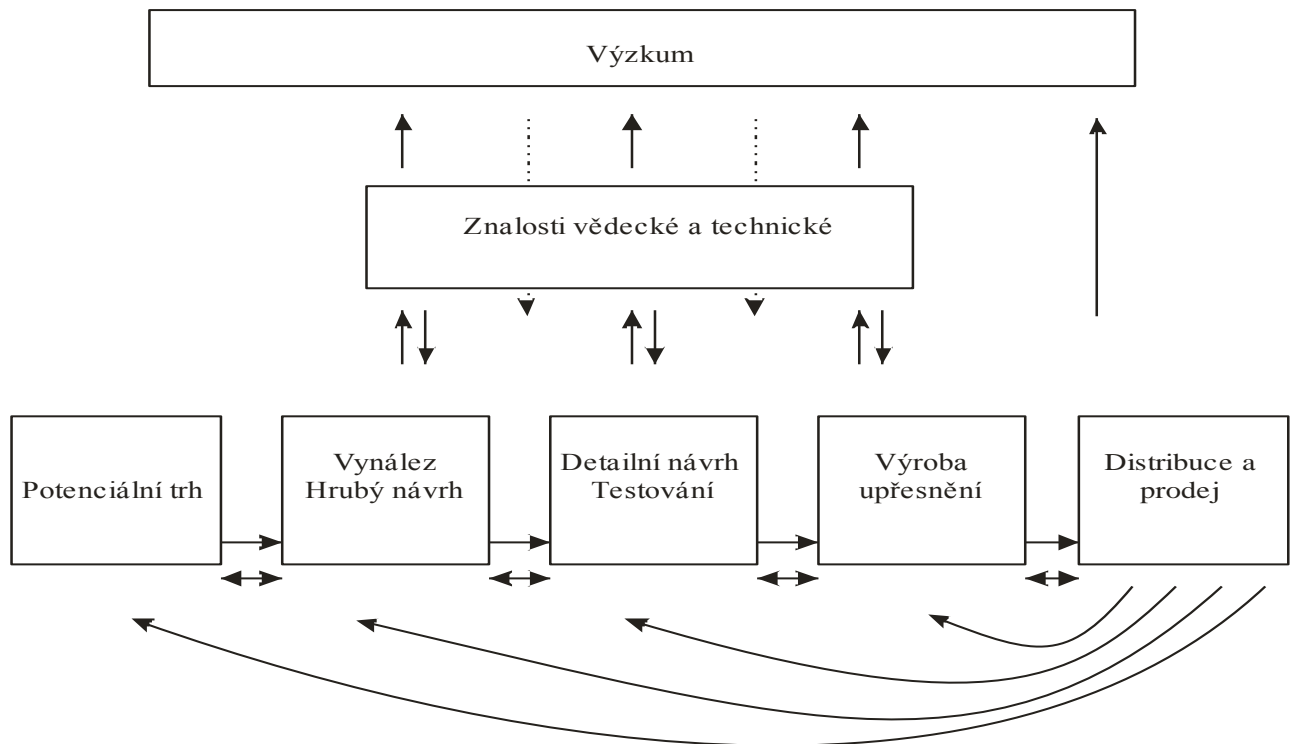 Výzkum
Znalosti vědecké a technické
Potenciální trh
Vynález
Hrubý návrh
Detailní návrh
Testování
Výroba
upřesnění
Distribuce a
prodej